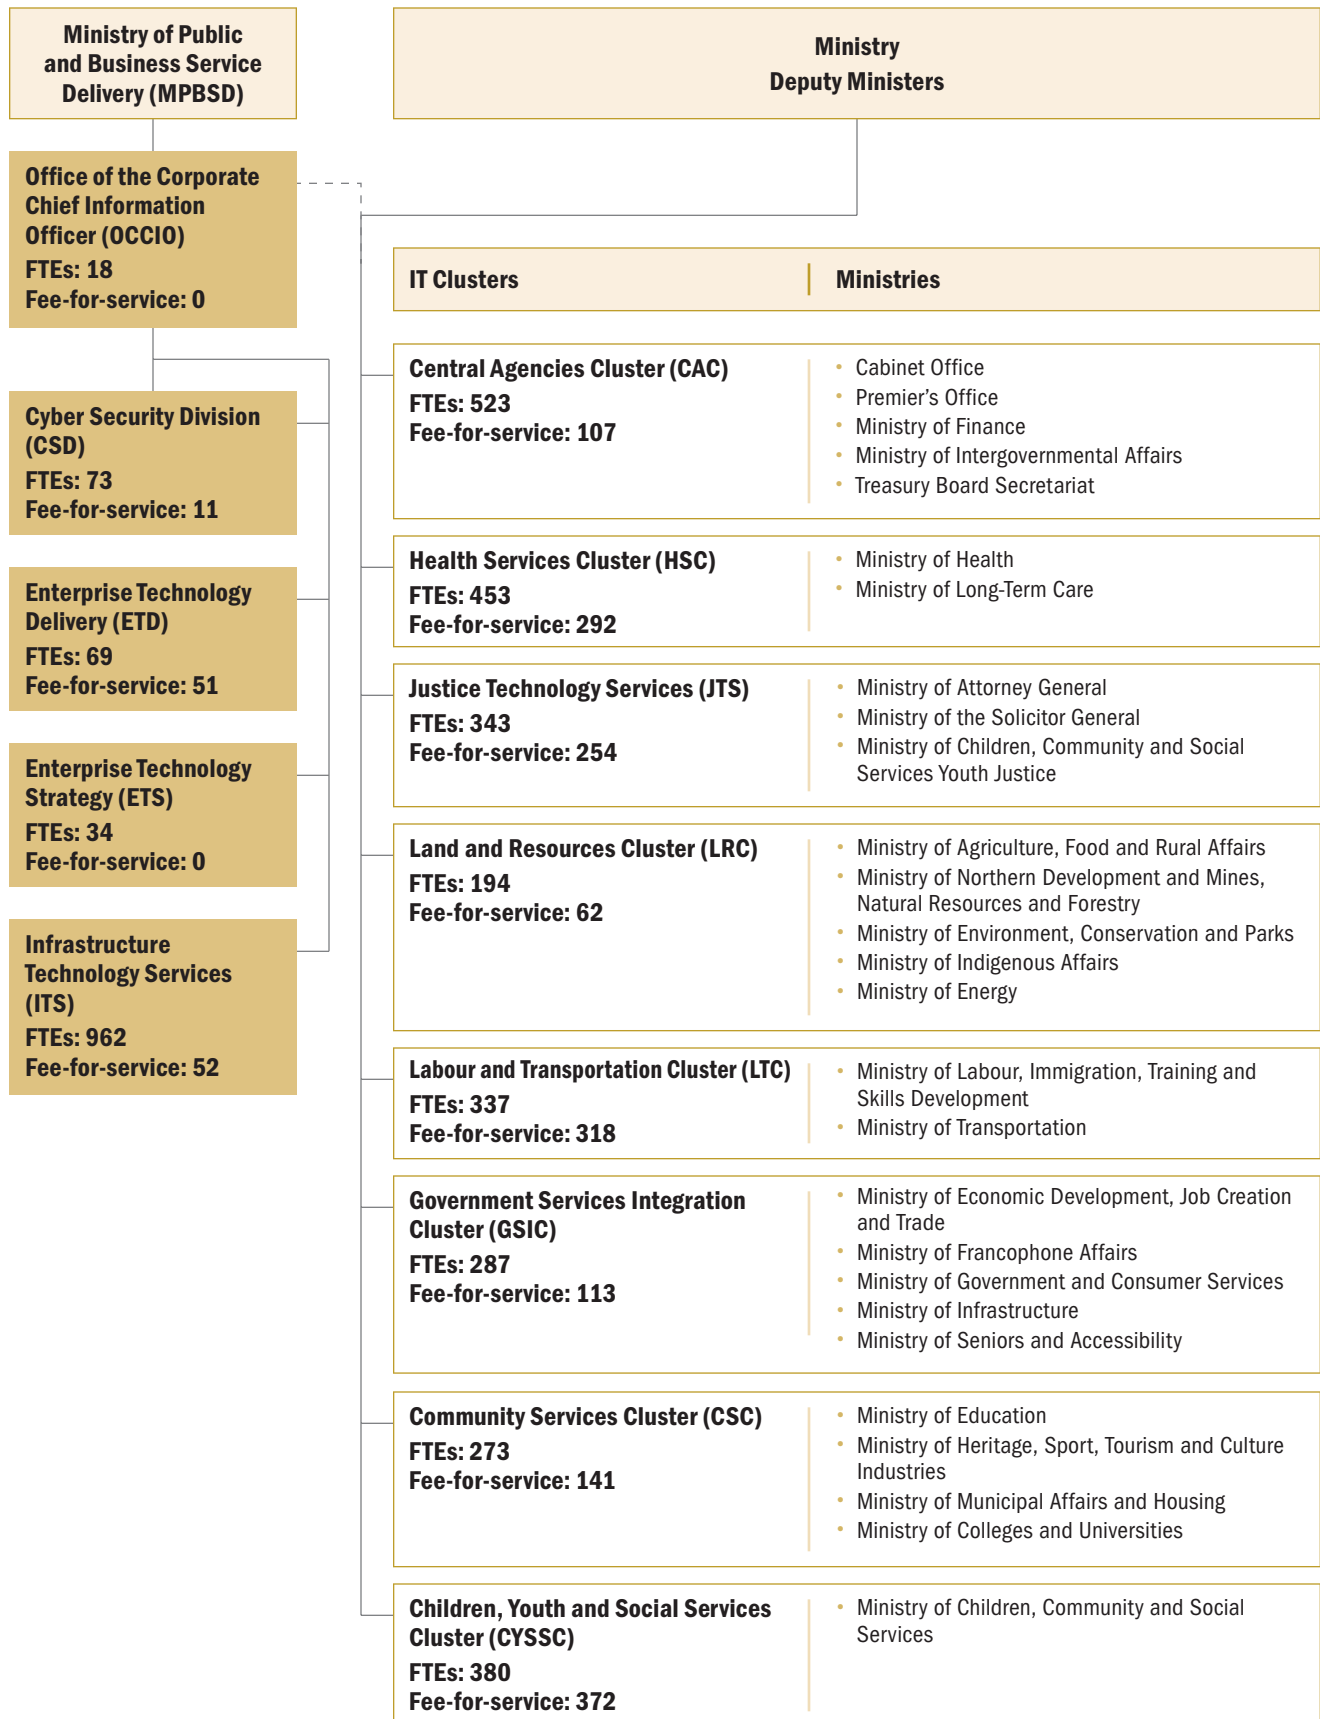 Ministry of Public
and Business Service
Delivery (MPBSD)
Ministry
Deputy Ministers
Office of the Corporate
Chief Information
Officer (OCCIO)
FTEs: 18
Fee-for-service: 0
Cyber Security Division
(CSD)
FTEs: 73
Fee-for-service: 11
Enterprise Technology
Delivery (ETD)
FTEs: 69
Fee-for-service: 51
Enterprise Technology
Strategy (ETS)
FTEs: 34
Fee-for-service: 0
Infrastructure
Technology Services
(ITS)
FTEs: 962
Fee-for-service: 52
IT Clusters
Ministries
Central Agencies Cluster (CAC)
FTEs: 523
Fee-for-service: 107
• Cabinet Office
• Premier’s Office
• Ministry of Finance
• Ministry of Intergovernmental Affairs
• Treasury Board Secretariat
Health Services Cluster (HSC)
FTEs: 453
Fee-for-service: 292
• Ministry of Health
• Ministry of Long-Term Care
Justice Technology Services (JTS)
FTEs: 343
Fee-for-service: 254
• Ministry of Attorney General
• Ministry of the Solicitor General
• Ministry of Children, Community and Social
Services Youth Justice
Land and Resources Cluster (LRC)
FTEs: 194
Fee-for-service: 62
• Ministry of Agriculture, Food and Rural Affairs
• Ministry of Northern Development and Mines,
Natural Resources and Forestry
• Ministry of Environment, Conservation and Parks
• Ministry of Indigenous Affairs
• Ministry of Energy
Labour and Transportation Cluster (LTC)
FTEs: 337
Fee-for-service: 318
• Ministry of Labour, Immigration, Training and
Skills Development
• Ministry of Transportation
Government Services Integration
Cluster (GSIC)
FTEs: 287
Fee-for-service: 113
• Ministry of Economic Development, Job Creation
and Trade
• Ministry of Francophone Affairs
• Ministry of Government and Consumer Services
• Ministry of Infrastructure
• Ministry of Seniors and Accessibility
Community Services Cluster (CSC)
FTEs: 273
Fee-for-service: 141
• Ministry of Education
• Ministry of Heritage, Sport, Tourism and Culture
Industries
• Ministry of Municipal Affairs and Housing
• Ministry of Colleges and Universities
Children, Youth and Social Services
Cluster (CYSSC)
FTEs: 380
Fee-for-service: 372
• Ministry of Children, Community and Social
Services